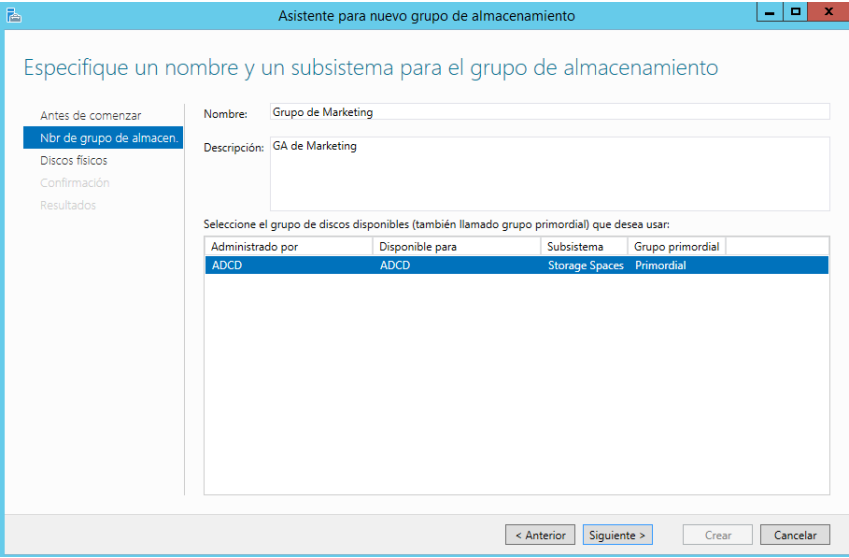 Asistente para nuevo grupo de almacenamiento
Especifique un nombre y un subsistema para el grupo de almacenamiento
Antes de comenzar
Nbr de grupo de almacen.
Discos físicos
Confirmación
Resultados
Nombre: Grupo de Marketing
Descripción: GA de Marketing
Seleccione el grupo de discos disponibles (también llamado grupo primordial) que desea usar:
Administrado por Disponible para Subsistema Grupo primordial
ADCD ADCD Storage Spaces Primordial
< Anterior Siguiente > Crear Cancelar